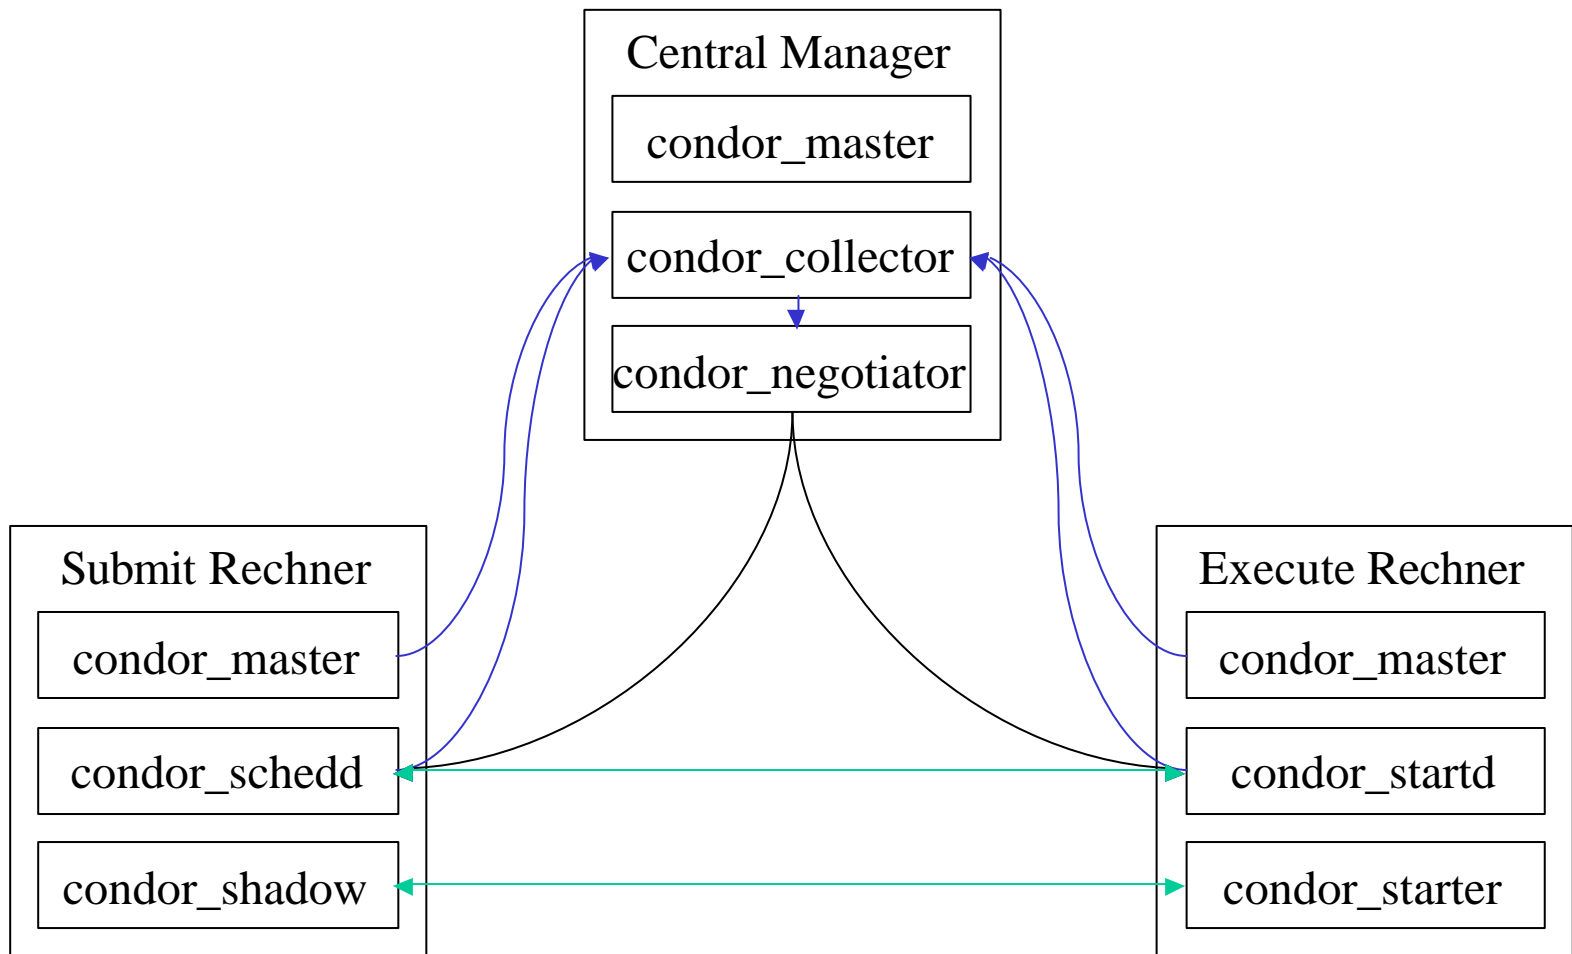 Central Manager
condor_master
condor_collector
condor_negotiator
Submit Rechner
condor_master
condor_schedd
condor_shadow
Execute Rechner
condor_master
condor_startd
condor_starter